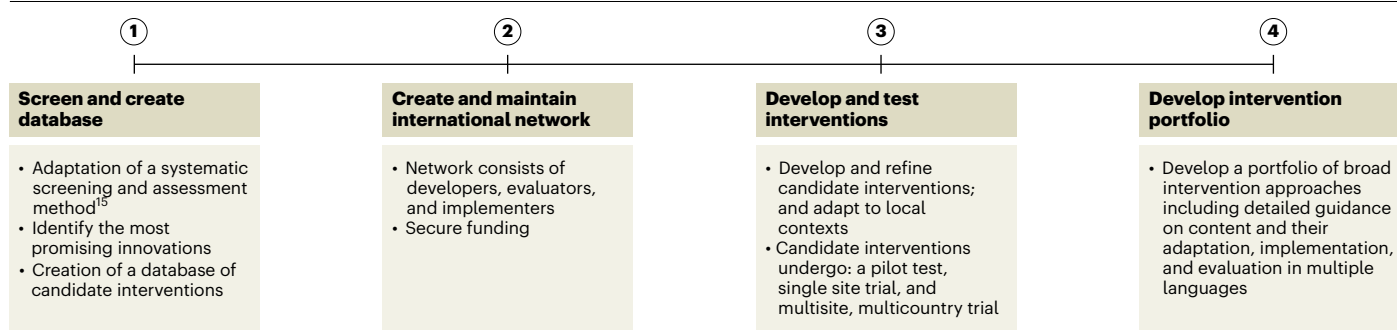 1
2
3
4
Screen and create
database
• Adaptation of a systematic
screening and assessment
method15
• Identify the most
promising innovations
• Creation of a database of
candidate interventions
Create and maintain
international network
• Network consists of
developers, evaluators,
and implementers
• Secure funding
Develop and test
interventions
• Develop and refine
candidate interventions;
and adapt to local
contexts
• Candidate interventions
undergo: a pilot test,
single site trial, and
multisite, multicountry trial
Develop intervention
portfolio
• Develop a portfolio of broad
intervention approaches
including detailed guidance
on content and their
adaptation, implementation,
and evaluation in multiple
languages